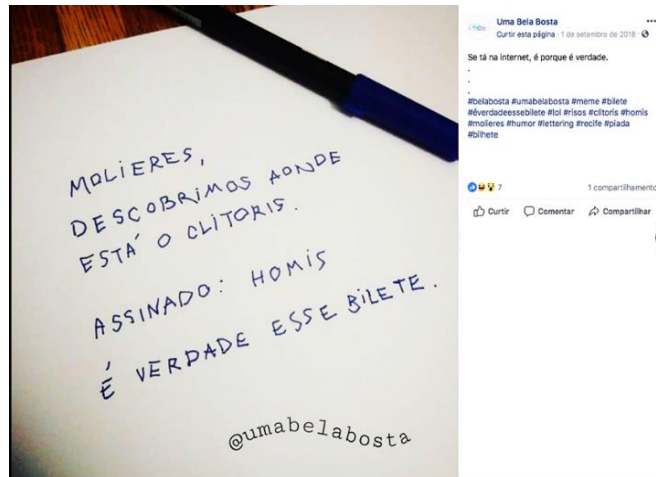 MOLIERES,
DESCOBRIMOS AONDE
ESTÁ O CLITORIS.
ASSINADO: HOMIS
É VERDADE ESSE BILETE.
@umabelabosta
Uma Bela Bosta
Curtir esta página · 1 de setembro de 2018 ·
Se tá na internet, é porque é verdade.
.
.
.
#belabosta #umabelabosta #meme #bilete
#éverdadeessebilete #lol #risos #clitoris #homis
#molieres #humor #lettering #recife #piada
#bilhete
7
1 compartilhamento
Curtir Comentar Compartilhar